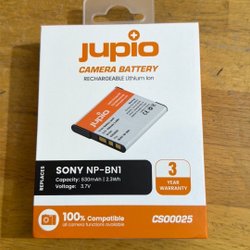 jupio
CAMERA BATTERY
RECHARGEABLE Lithium Ion
jupio
REPLACES
SONY NP-BN1
Capacity: 630mAh | 2.3Wh
Voltage: 3.7V
3
YEAR
WARRANTY
100% Compatible
all camera functions available
CSO0025